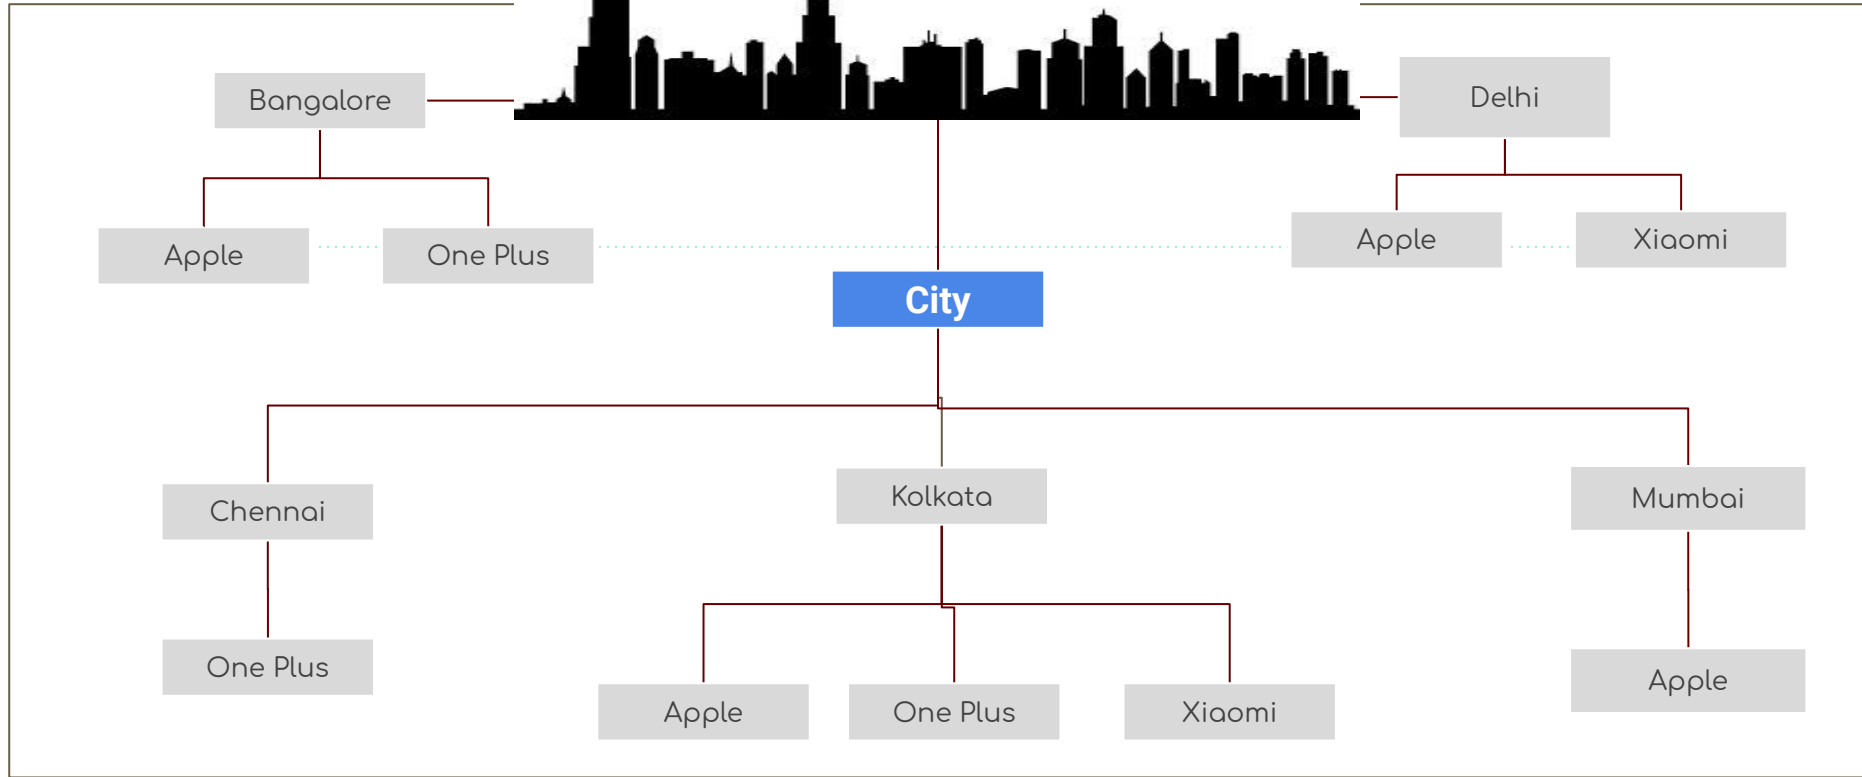 Bangalore
Delhi
Apple
One Plus
Apple
Xiaomi
City
Chennai
Kolkata
Mumbai
One Plus
Apple
One Plus
Xiaomi
Apple